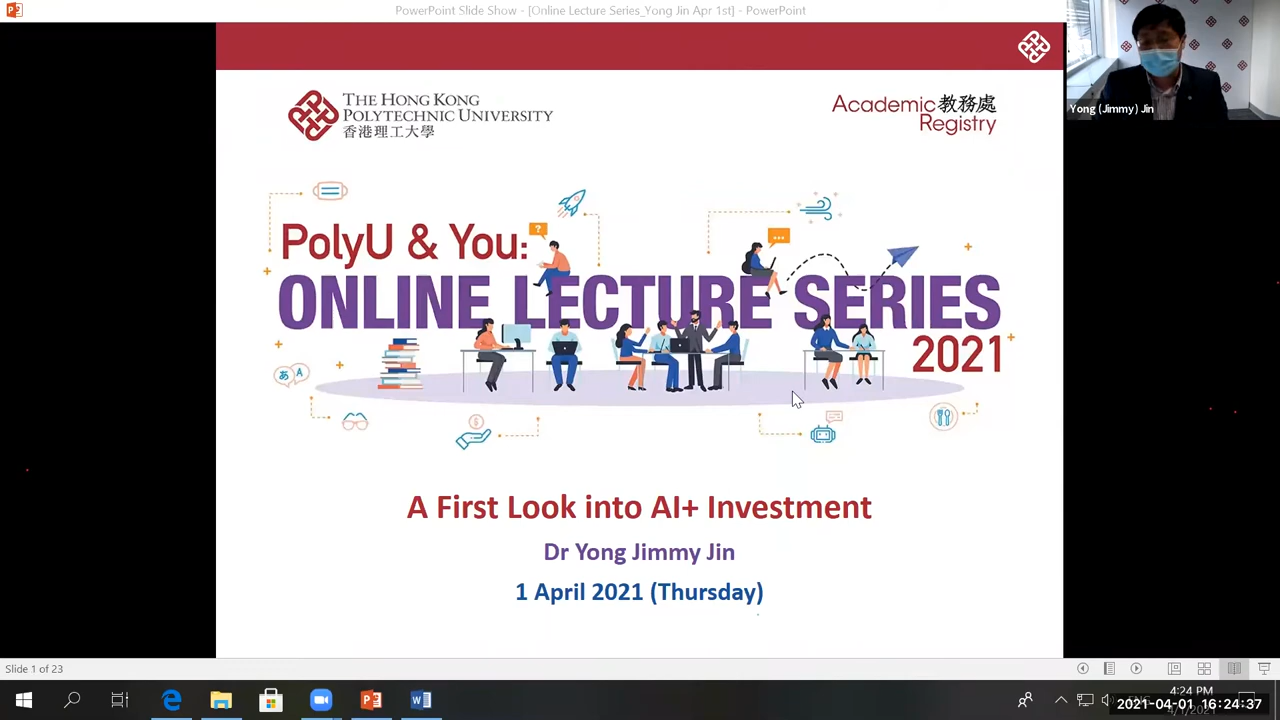 PowerPoint Slide Show - [Online Lecture Series_Yong Jin Apr 1st] - PowerPoint
Yong (Jimmy) Jin
THE HONG KONG
POLYTECHNIC UNIVERSITY
香港理工大學
Academic 教務處
Registry
PolyU & You:
?
...
ONLINE LECTURE SERIES
2021
あ A
$
A First Look into AI+ Investment
Dr Yong Jimmy Jin
1 April 2021 (Thursday)
Slide 1 of 23
4:24 PM
2021-04-01 16:24:37